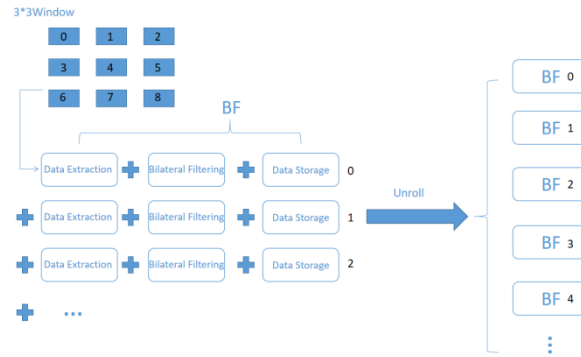 3*3Window
0 1 2
3 4 5
6 7 8
BF
Data Extraction Bilateral Filtering Data Storage 0
Data Extraction Bilateral Filtering Data Storage 1
Data Extraction Bilateral Filtering Data Storage 2
...
Unroll
BF 0
BF 1
BF 2
BF 3
BF 4